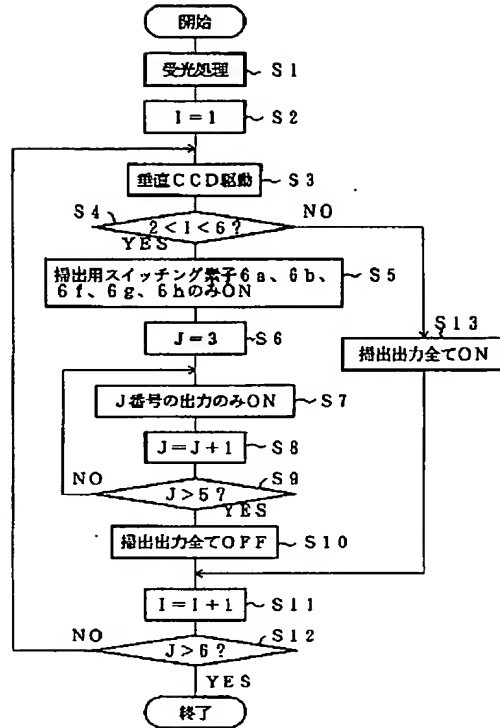 開始
受光処理 S1
I=1 S2
垂直CCD駆動 S3
S4 2<I<6? NO
YES
掃出用スイッチング素子6a、6b、 S5
6f、6g、6hのみON
J=3 S6
S13
掃出出力全てON
J番号の出力のみON S7
J=J+1 S8
NO J>5? S9
YES
掃出出力全てOFF S10
I=I+1 S11
NO J>6? S12
YES
終了